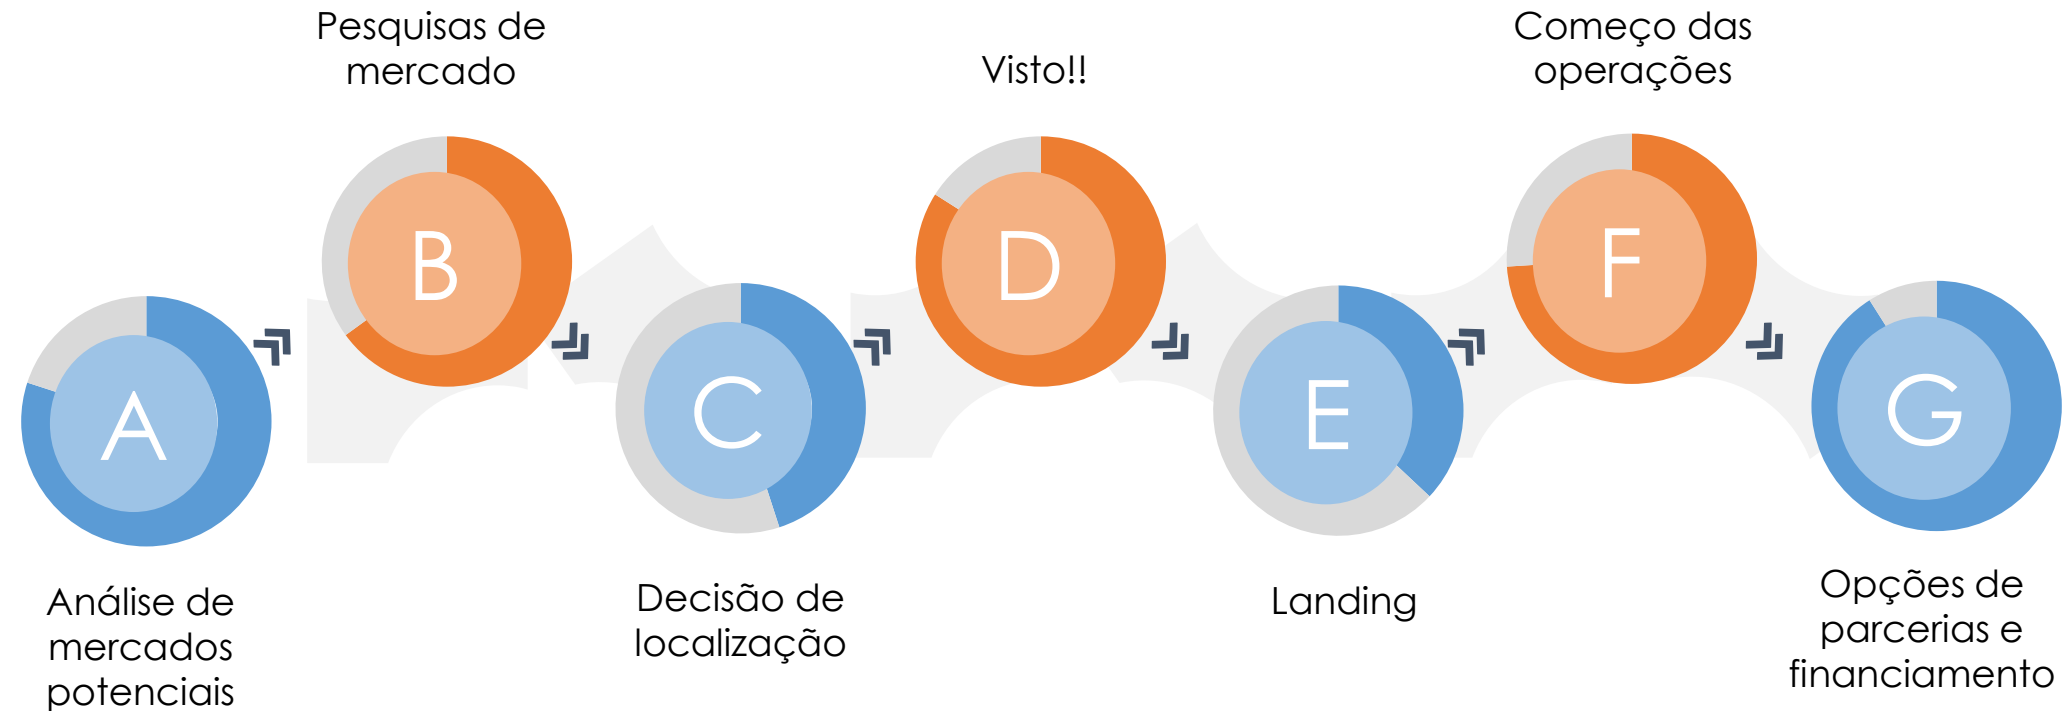 A
Análise de
mercados
potenciais
Pesquisas de
mercado
B
C
Decisão de
localização
Visto!!
D
E
Landing
Começo das
operações
F
G
Opções de
parcerias e
financiamento